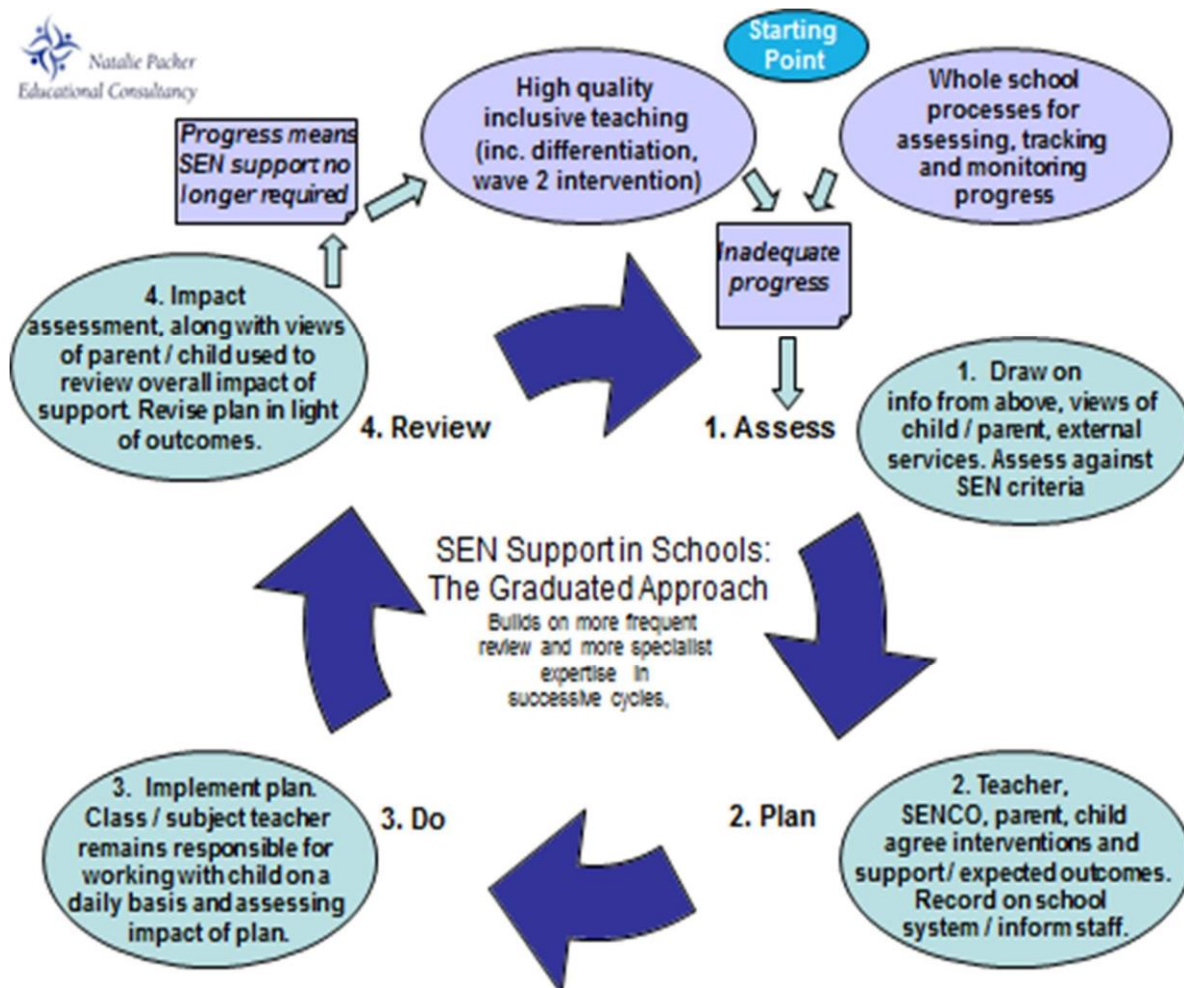 Natalie Packer
Educational Consultancy
Starting
Point
High quality
inclusive teaching
(inc. differentiation,
wave 2 intervention)
Whole school
processes for
assessing, tracking
and monitoring
progress
Progress means
SEN support no
longer required
Inadequate
progress
4. Impact
assessment, along with views
of parent / child used to
review overall impact of
support. Revise plan in light
of outcomes.
4. Review
1. Assess
1. Draw on
info from above, views of
child / parent, external
services. Assess against
SEN criteria
SEN Support in Schools:
The Graduated Approach
Builds on more frequent
review and more specialist
expertise in
successive cycles,
3. Implement plan.
Class / subject teacher
remains responsible for
working with child on a
daily basis and assessing
impact of plan.
3. Do
2. Plan
2. Teacher,
SENCO, parent, child
agree interventions and
support / expected outcomes.
Record on school
system / inform staff.